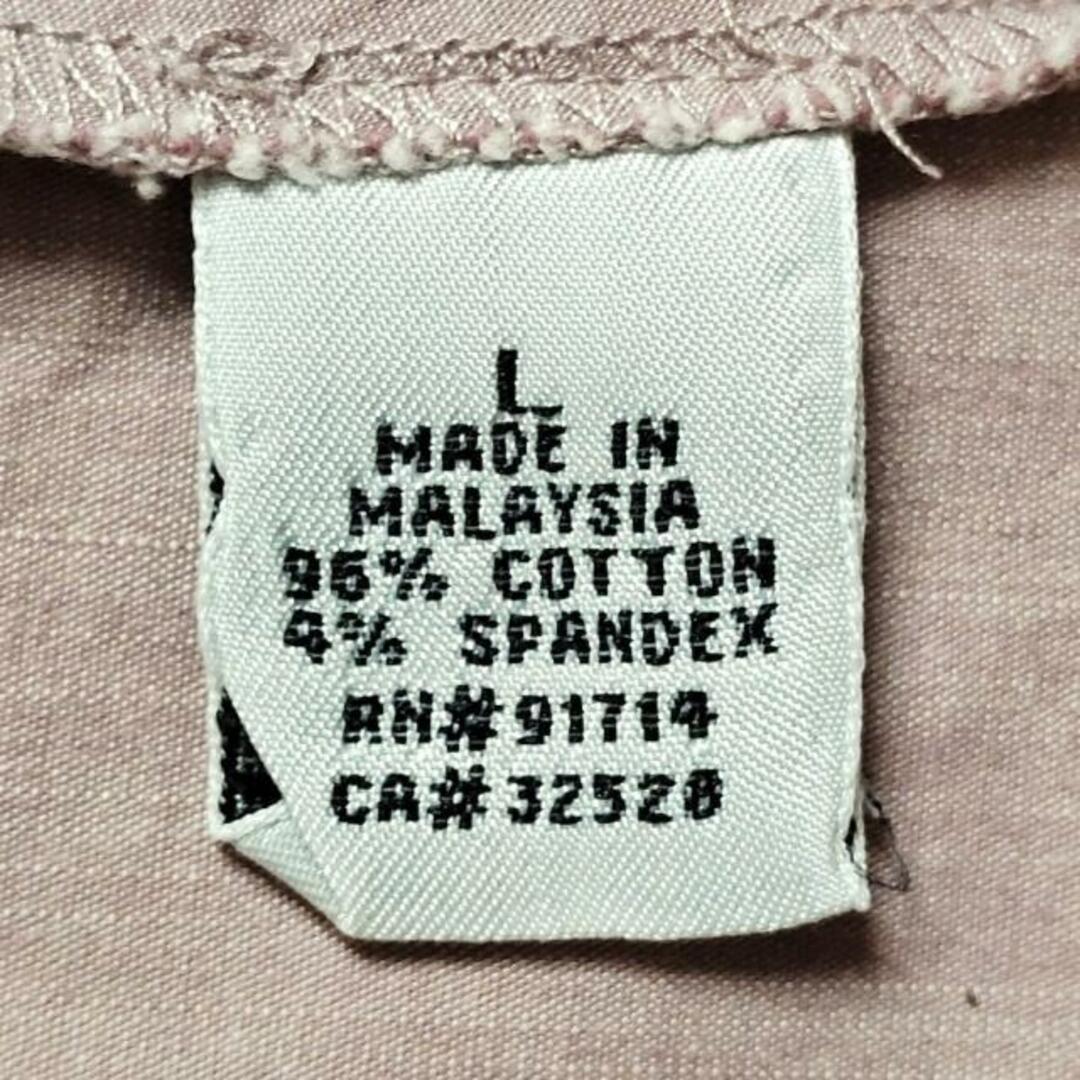 L
MADE IN
MALAYSIA
96% COTTON
4% SPANDEX
RN# 91714
CA# 32520